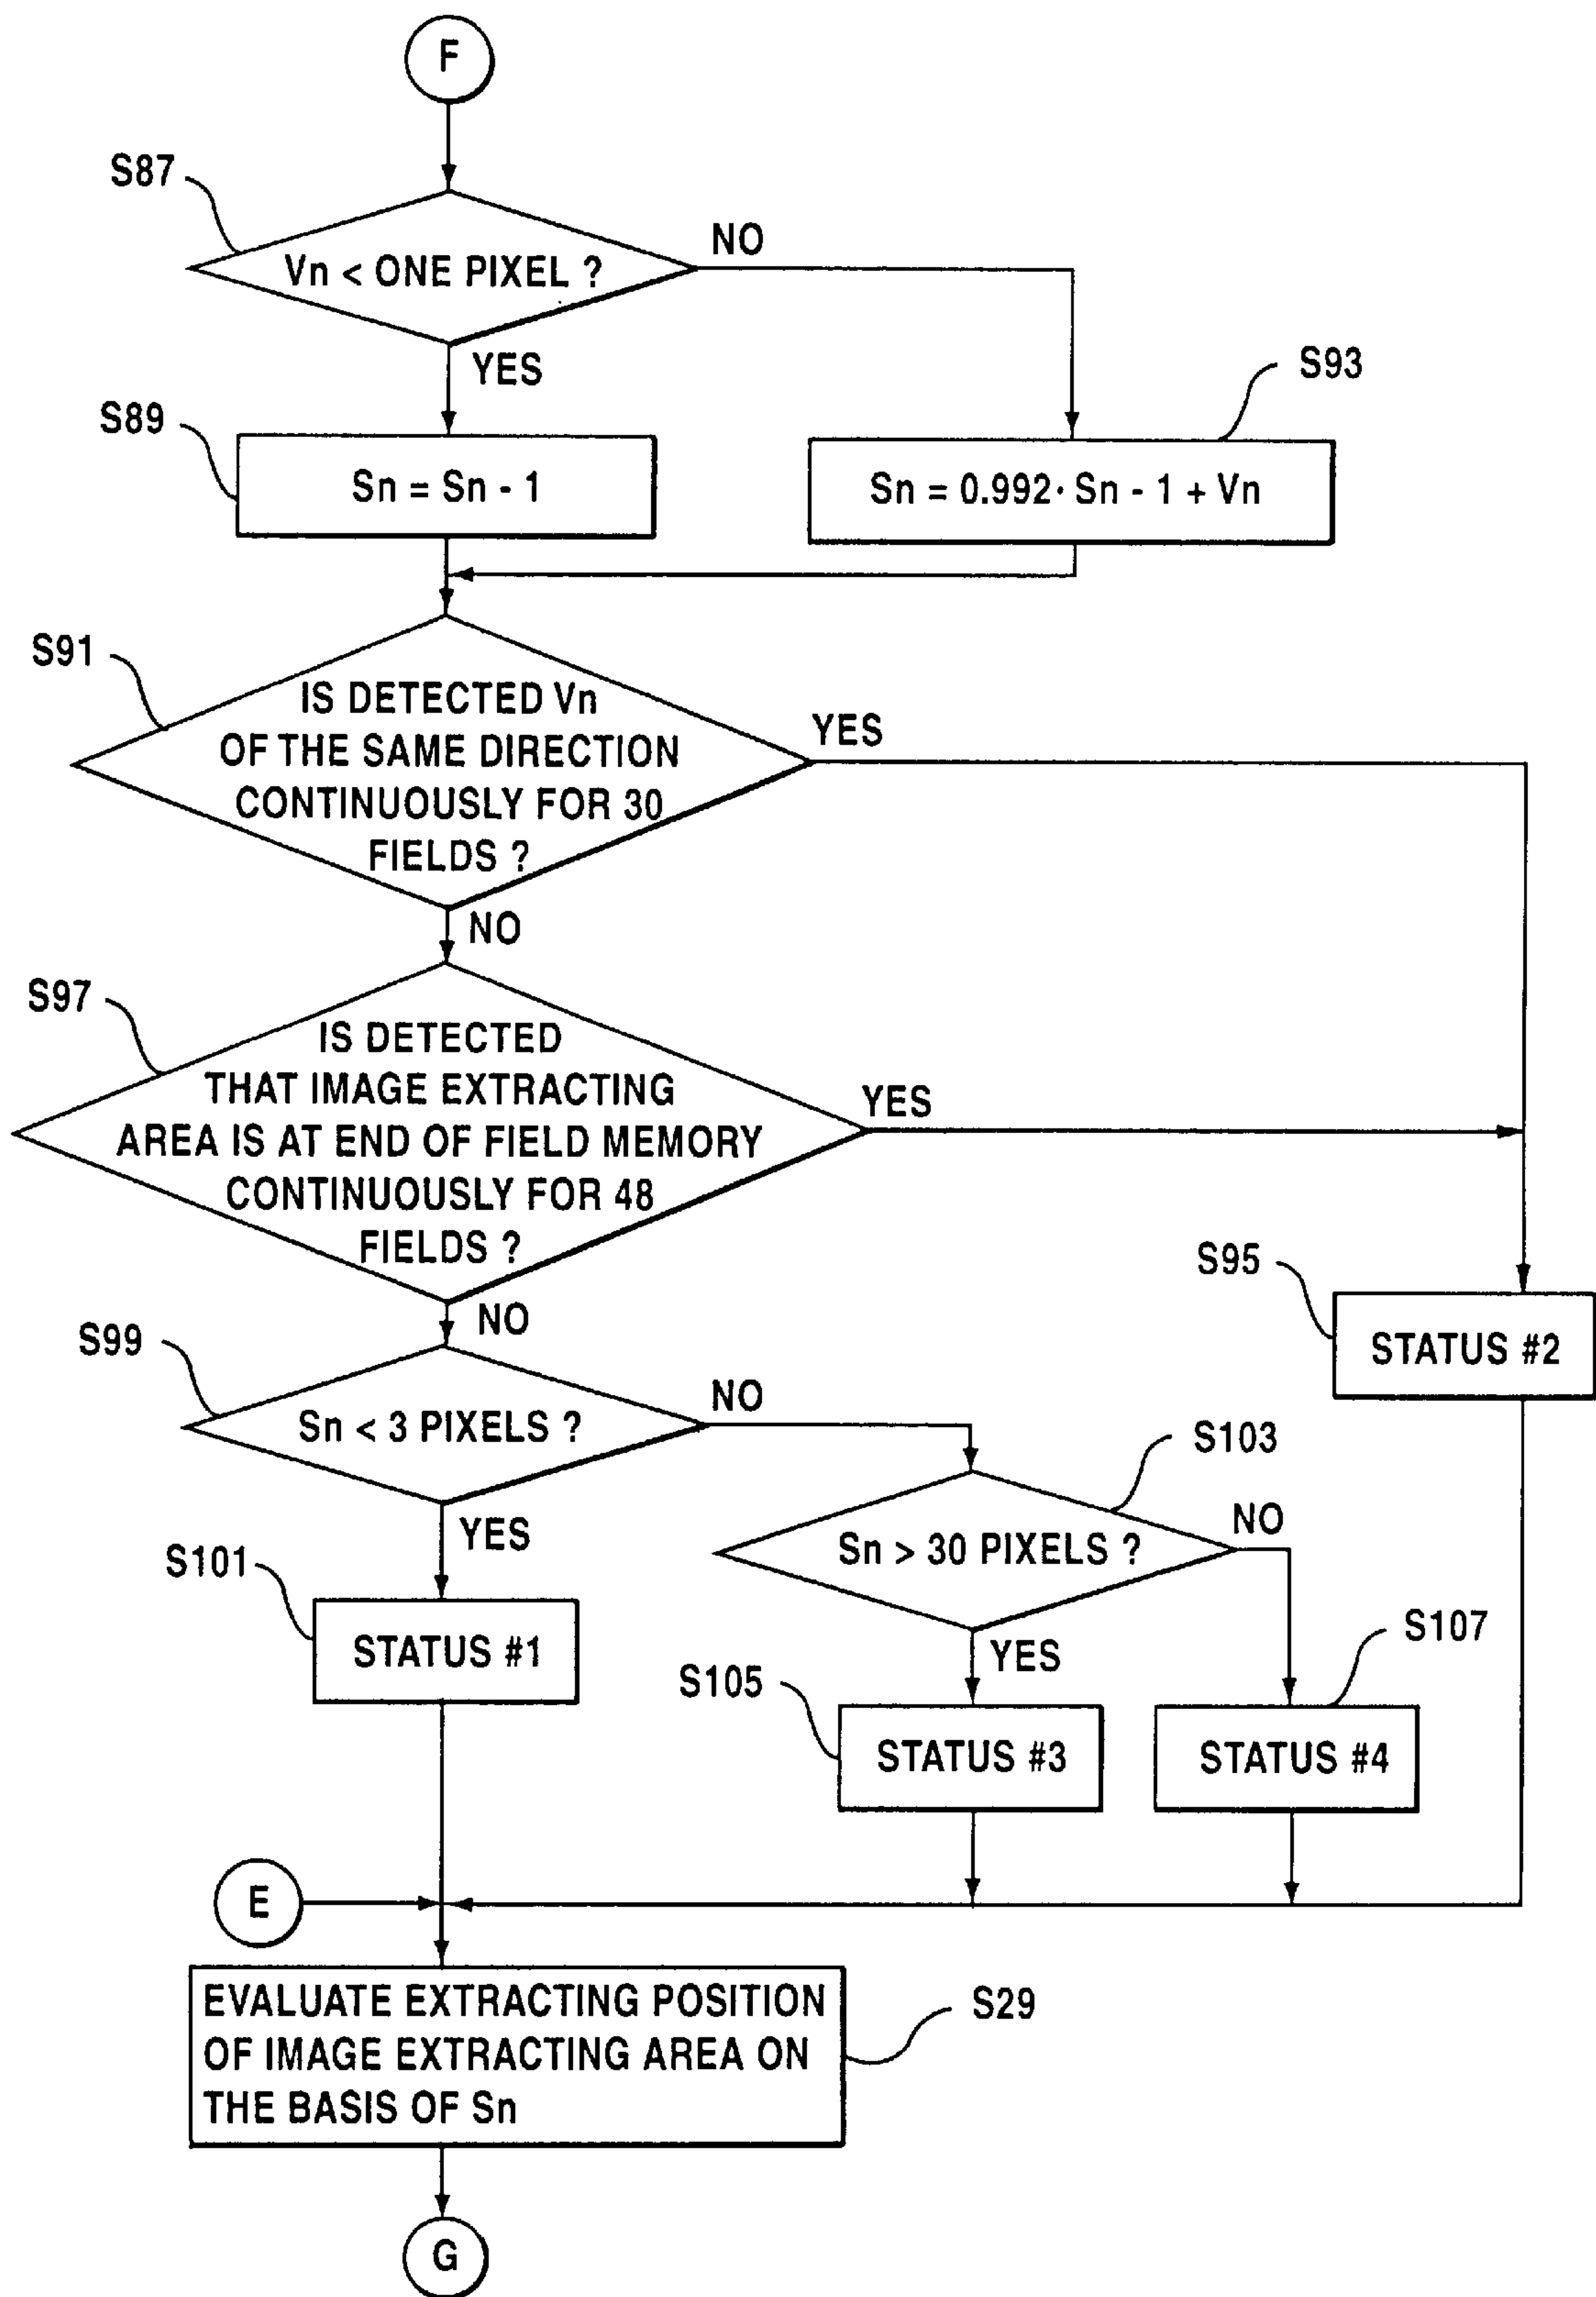 F
S87
Vn < ONE PIXEL ?
NO
YES
S89
Sn = Sn - 1
S93
Sn = 0.992· Sn - 1 + Vn
S91
IS DETECTED Vn
OF THE SAME DIRECTION
CONTINUOUSLY FOR 30
FIELDS ?
YES
NO
S97
IS DETECTED
THAT IMAGE EXTRACTING
AREA IS AT END OF FIELD MEMORY
CONTINUOUSLY FOR 48
FIELDS ?
YES
NO
S95
STATUS #2
S99
Sn < 3 PIXELS ?
NO
YES
S103
Sn > 30 PIXELS ?
NO
YES
S101
STATUS #1
S105
STATUS #3
S107
STATUS #4
E
EVALUATE EXTRACTING POSITION
OF IMAGE EXTRACTING AREA ON
THE BASIS OF Sn
S29
G